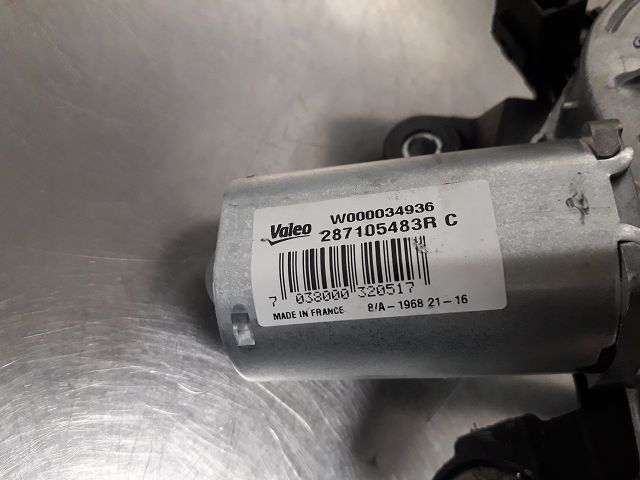 W000034936
Valeo 287105483R C
7 038000 320517
MADE IN FRANCE 8/A-1968 21-16